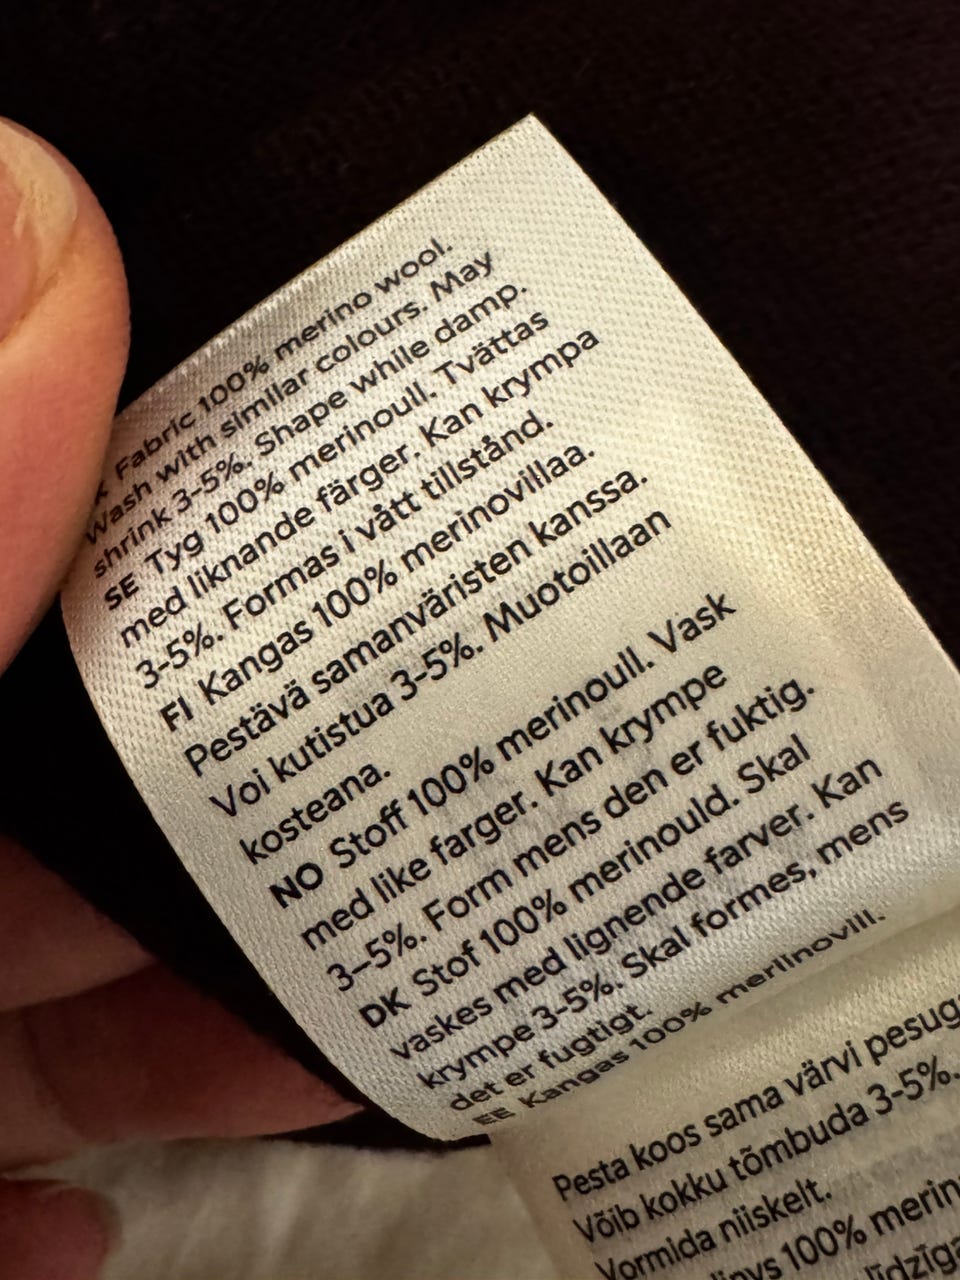 Fabric 100% merino wool.
Wash with similar colours. May
shrink 3-5%. Shape while damp.
SE Tyg 100% merinoull. Tvättas
med liknande färger. Kan krympa
3-5%. Formas i vått tillstånd.
FI Kangas 100% merinovillaa.
Pestävä samanväristen kanssa.
Voi kutistua 3-5%. Muotoillaan
kosteana.
NO Stoff 100% merinoull. Vask
med like farger. Kan krympe
3–5%. Form mens den er fuktig.
DK Stof 100% merinould. Skal
vaskes med lignende farver. Kan
krympe 3-5%. Skal formes, mens
det er fugtigt.
EE Kangas 100% meriinovill.
Pesta koos sama värvi
Võib kokku tõmbuda 3-5%.
Vormida niiskelt.
100%